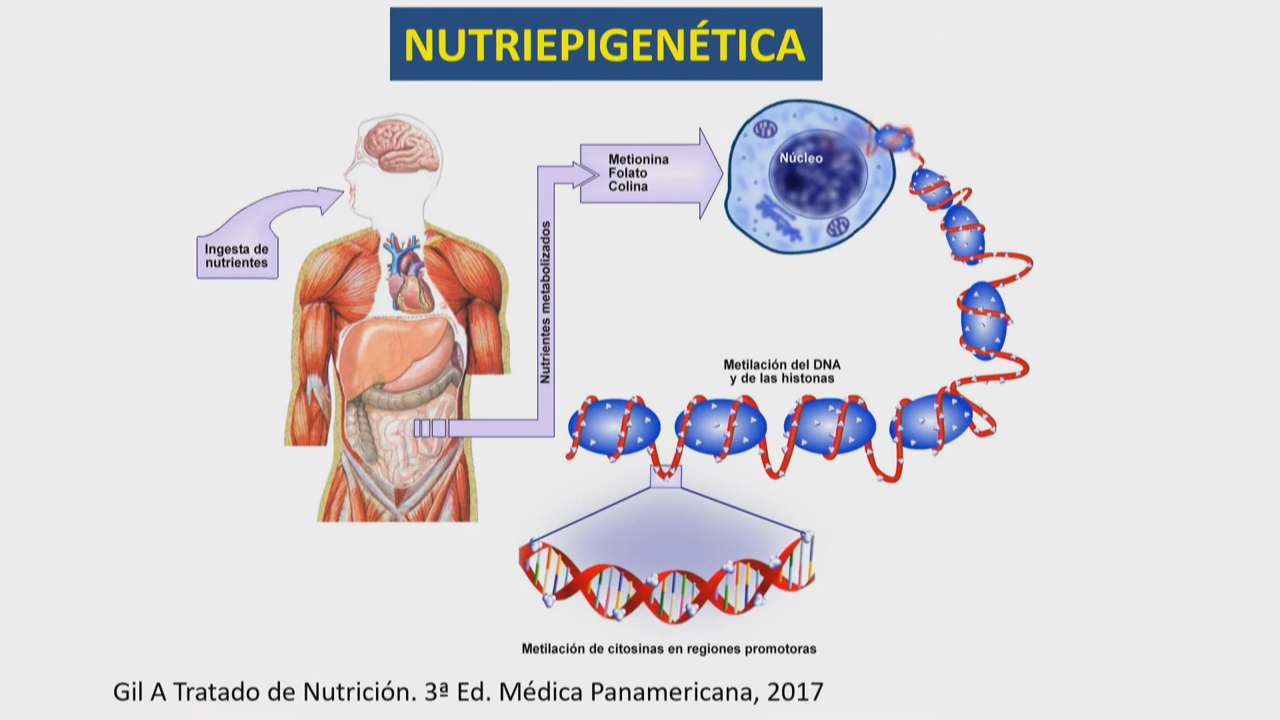 NUTRIEPIGENÉTICA
Ingesta de
nutrientes
Nutrientes metabolizados
Metionina
Folato
Colina
Núcleo
Metilación del DNA
y de las histonas
Metilación de citosinas en regiones promotoras
Gil A Tratado de Nutrición. 3ª Ed. Médica Panamericana, 2017